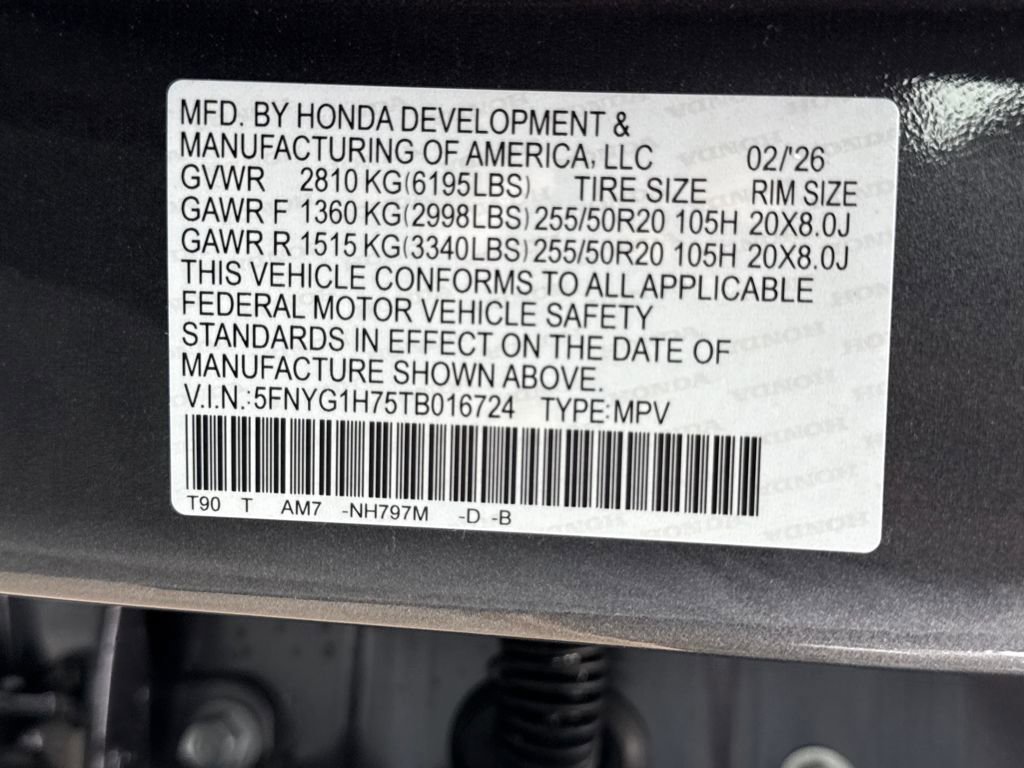 MFD. BY HONDA DEVELOPMENT &
MANUFACTURING OF AMERICA, LLC 02/'26
GVWR 2810 KG(6195LBS) TIRE SIZE RIM SIZE
GAWR F 1360 KG(2998LBS) 255/50R20 105H 20X8.0J
GAWR R 1515 KG(3340LBS) 255/50R20 105H 20X8.0J
THIS VEHICLE CONFORMS TO ALL APPLICABLE
FEDERAL MOTOR VEHICLE SAFETY
STANDARDS IN EFFECT ON THE DATE OF
MANUFACTURE SHOWN ABOVE.
V.I.N.:5FNYG1H75TB016724 TYPE:MPV
T90 T AM7 -NH797M -D -B